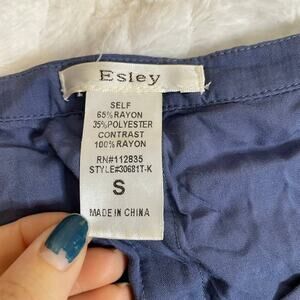 Esley
SELF
65%RAYON
35%POLYESTER
CONTRAST
100%RAYON
RN#112835
STYLE#30681T-K
S
MADE IN CHINA